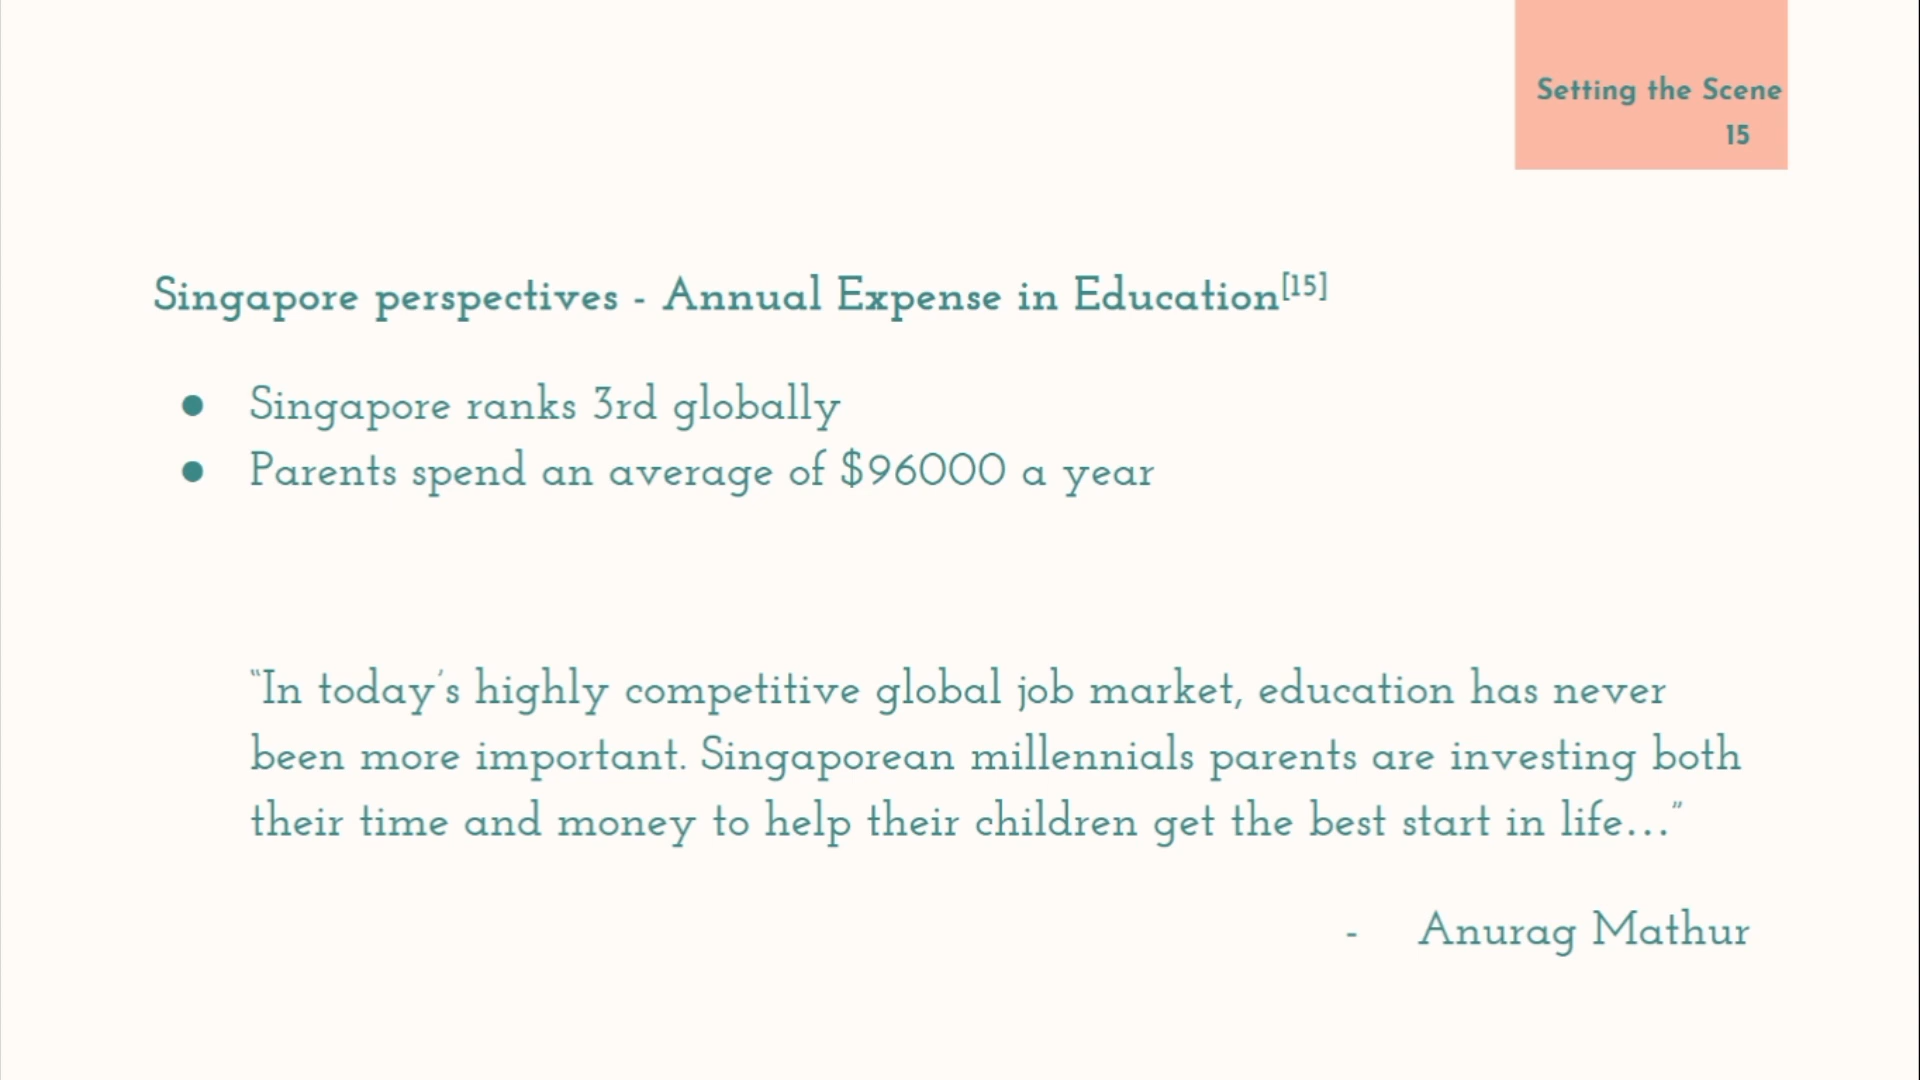 Setting the Scene
15
Singapore perspectives - Annual Expense in Education[15]
● Singapore ranks 3rd globally
● Parents spend an average of $96000 a year
“In today’s highly competitive global job market, education has never
been more important. Singaporean millennials parents are investing both
their time and money to help their children get the best start in life...”
- Anurag Mathur